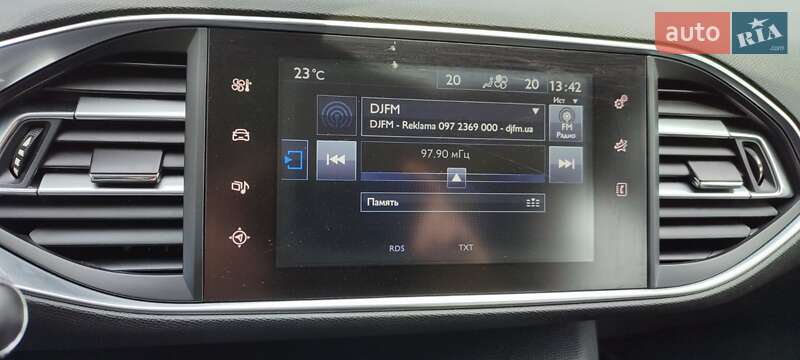 auto RIA
.com
23°C
20
20
13:42
Ист
DJFM
DJFM - Reklama 097 2369 000 - djfm.ua
FM
Радио
97.90 мГц
Память
RDS
TXT